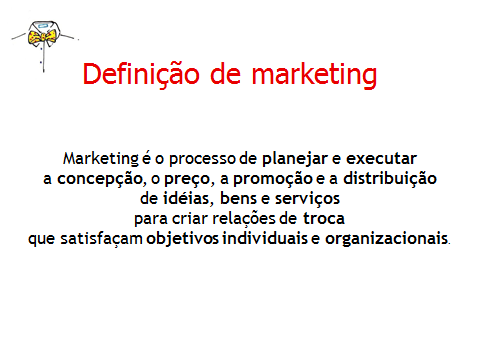 Definição de marketing
Marketing é o processo de planejar e executar
a concepção, o preço, a promoção e a distribuição
de idéias, bens e serviços
para criar relações de troca
que satisfaçam objetivos individuais e organizacionais.